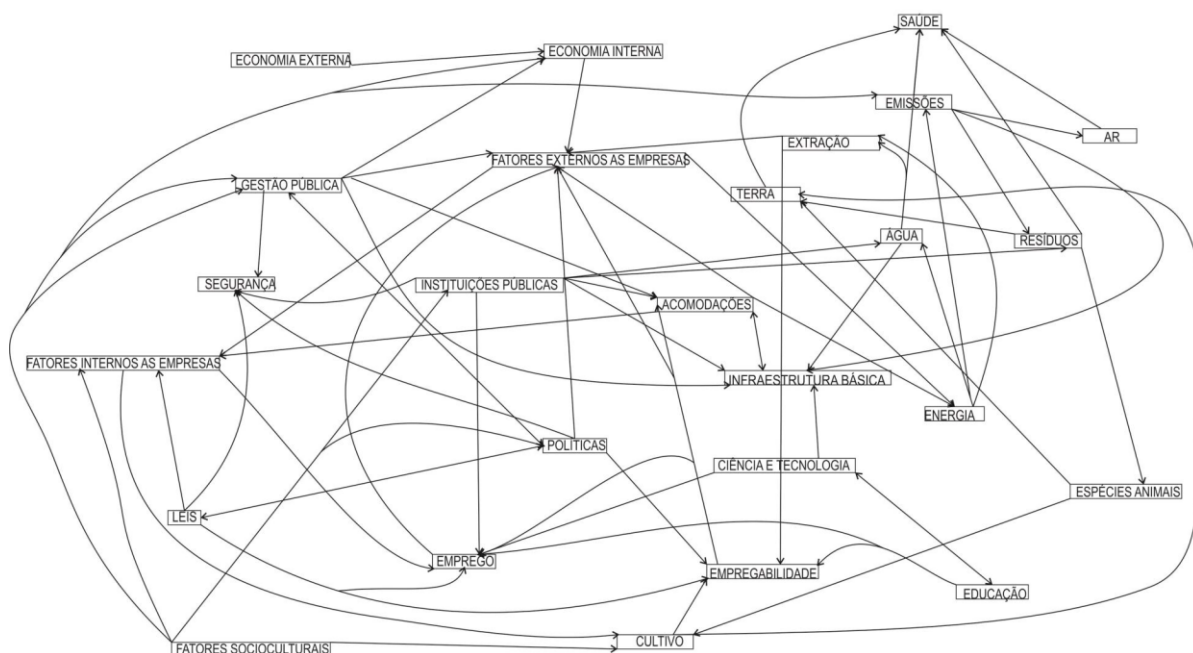 SAÚDE
ECONOMIA INTERNA
ECONOMIA EXTERNA
EMISSÕES
AR
EXTRAÇÃO
FATORES EXTERNOS AS EMPRESAS
GESTÃO PÚBLICA
TERRA
ÁGUA
RESÍDUOS
SEGURANÇA
INSTITUIÇÕES PÚBLICAS
ACOMODAÇÕES
FATORES INTERNOS AS EMPRESAS
INFRAESTRUTURA BÁSICA
ENERGIA
POLÍTICAS
CIÊNCIA E TECNOLOGIA
ESPÉCIES ANIMAIS
LEIS
EMPREGO
EMPREGABILIDADE
EDUCAÇÃO
CULTIVO
FATORES SOCIOCULTURAIS